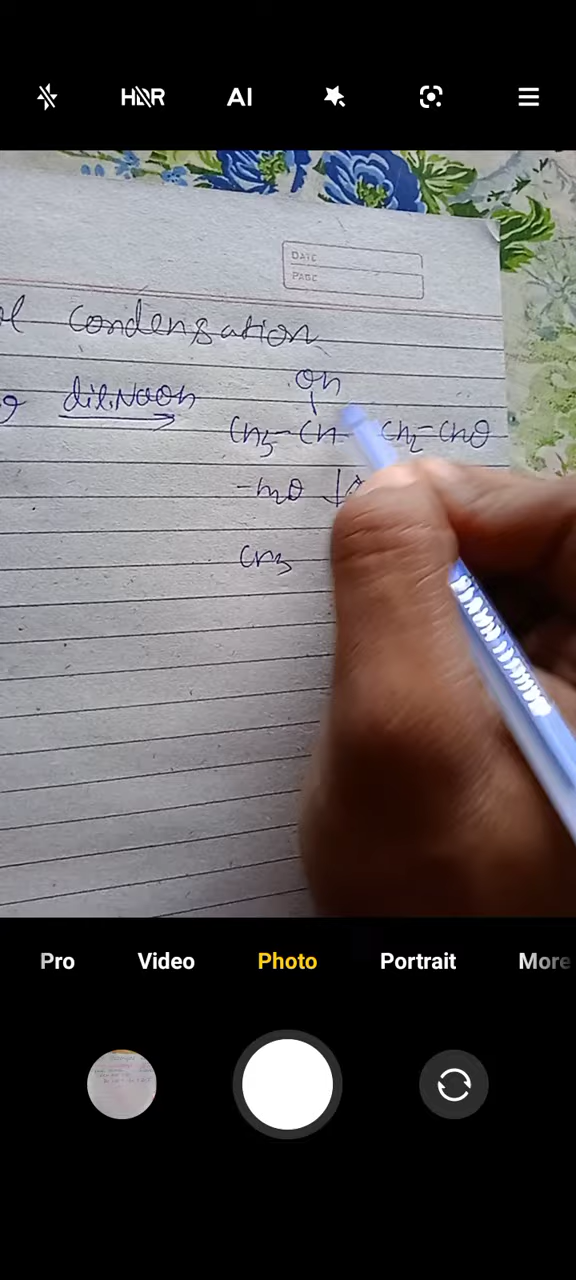 HDR
AI
DATE
PAGE
ol condensation
OH
dil.NaOH
CH3-CH-CH2-CHO
-H2O
CH3
Pro Video Photo Portrait More